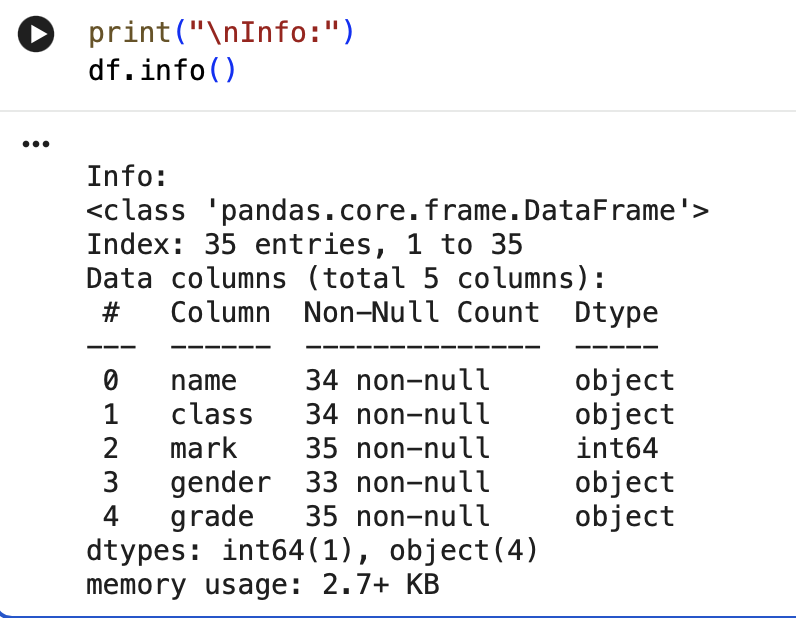 print("\nInfo:")
df.info()
Info:
<class 'pandas.core.frame.DataFrame'>
Index: 35 entries, 1 to 35
Data columns (total 5 columns):
 #   Column  Non-Null Count  Dtype
---  ------  --------------  -----
 0   name    34 non-null     object
 1   class   34 non-null     object
 2   mark    35 non-null     int64
 3   gender  33 non-null     object
 4   grade   35 non-null     object
dtypes: int64(1), object(4)
memory usage: 2.7+ KB